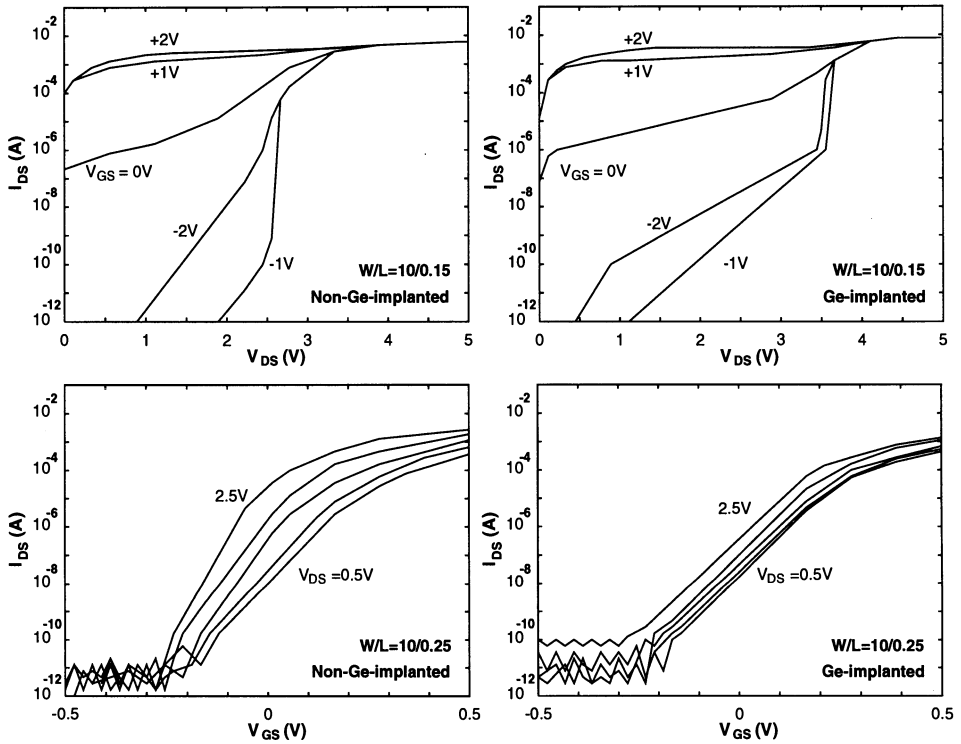 10^-2
10^-4
10^-6
10^-8
10^-10
10^-12
I_DS (A)
+2V
+1V
V_GS = 0V
-2V
-1V
W/L=10/0.15
Non-Ge-implanted
0 1 2 3 4 5
V_DS (V)
10^-2
10^-4
10^-6
10^-8
10^-10
10^-12
I_DS (A)
+2V
+1V
V_GS = 0V
-2V
-1V
W/L=10/0.15
Ge-implanted
0 1 2 3 4 5
V_DS (V)
10^-2
10^-4
10^-6
10^-8
10^-10
10^-12
I_DS (A)
2.5V
V_DS =0.5V
W/L=10/0.25
Non-Ge-implanted
-0.5 0 0.5
V_GS (V)
10^-2
10^-4
10^-6
10^-8
10^-10
10^-12
I_DS (A)
2.5V
V_DS =0.5V
W/L=10/0.25
Ge-implanted
-0.5 0 0.5
V_GS (V)